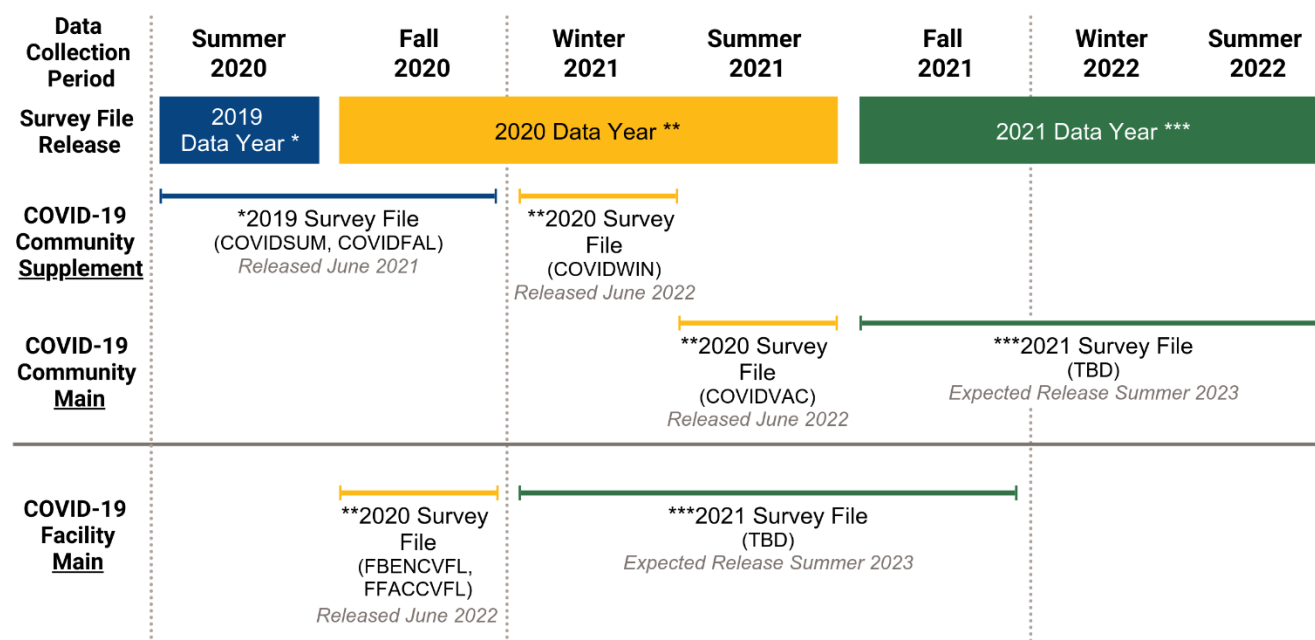 Data
Collection
Period
Summer
2020
Fall
2020
Winter
2021
Summer
2021
Fall
2021
Winter
2022
Summer
2022
Survey File
Release
2019
Data Year *
2020 Data Year **
2021 Data Year ***
COVID-19
Community
Supplement
*2019 Survey File
(COVIDSUM, COVIDFAL)
Released June 2021
**2020 Survey
File
(COVIDWIN)
Released June 2022
COVID-19
Community
Main
**2020 Survey
File
(COVIDVAC)
Released June 2022
***2021 Survey File
(TBD)
Expected Release Summer 2023
COVID-19
Facility
Main
**2020 Survey
File
(FBENCVFL,
FFACCVFL)
Released June 2022
***2021 Survey File
(TBD)
Expected Release Summer 2023